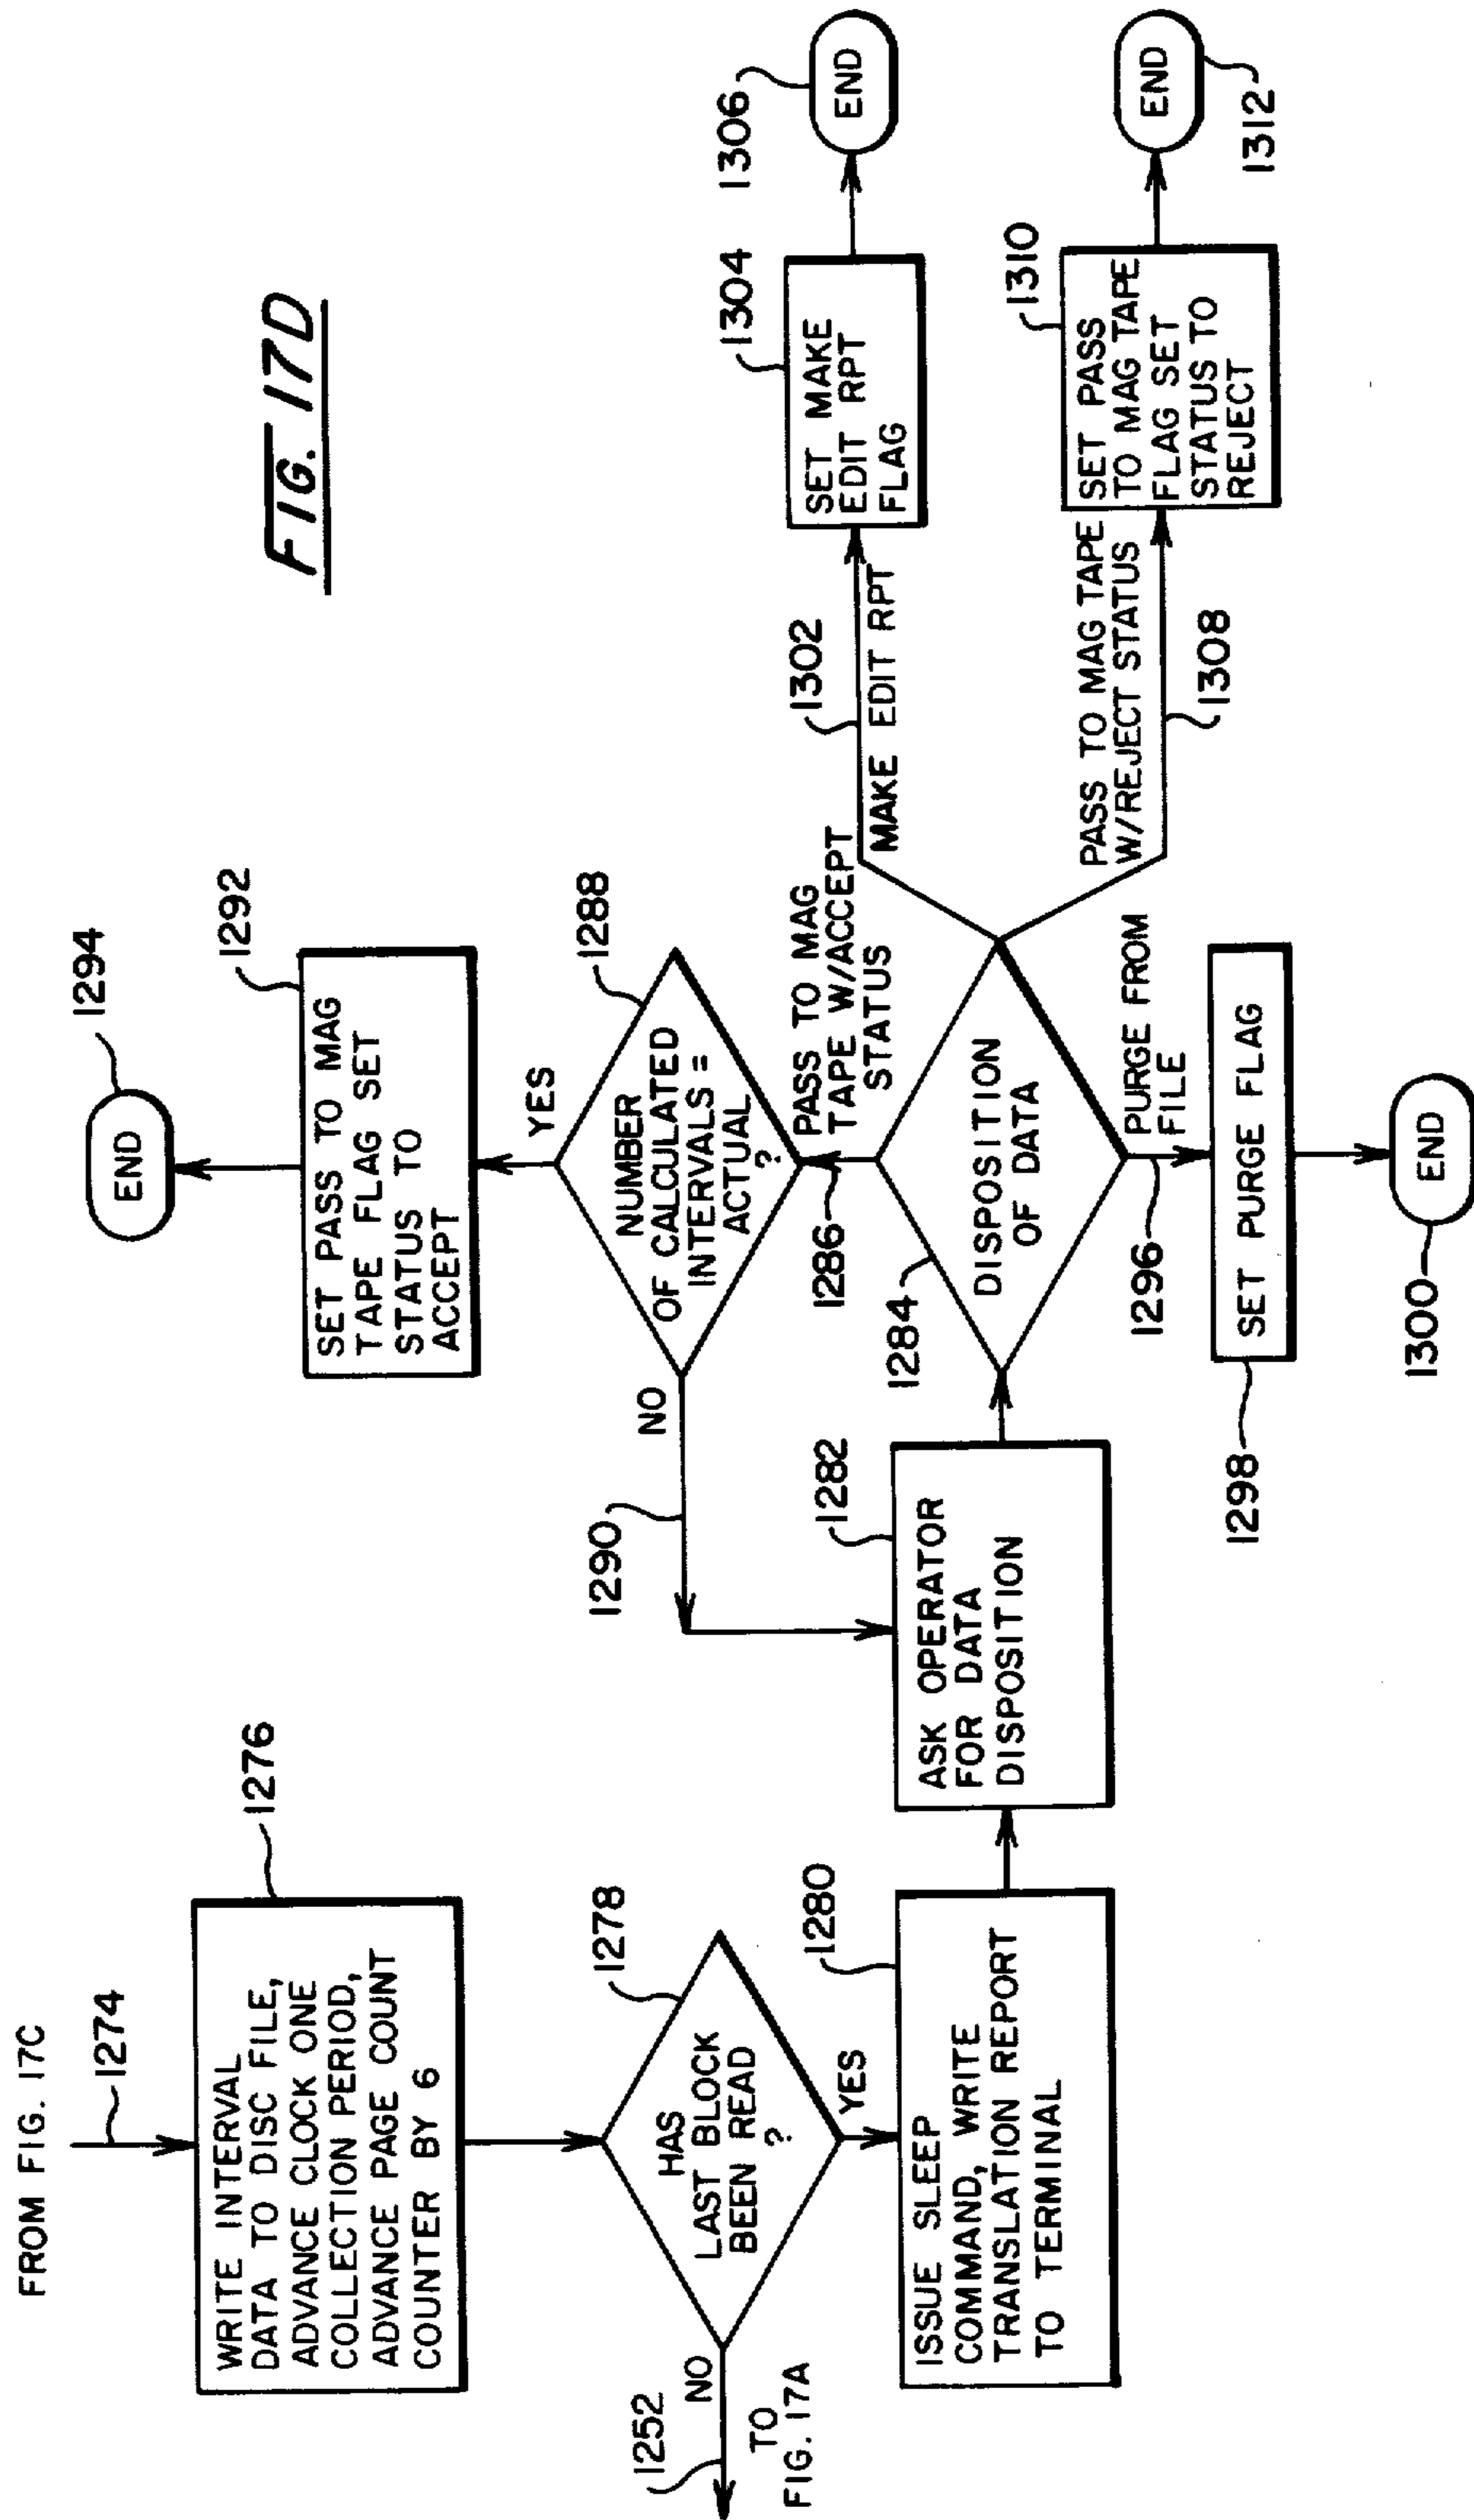 FIG. 17D
FROM FIG. 17C
1274
1276
WRITE INTERVAL
DATA TO DISC FILE,
ADVANCE CLOCK ONE
COLLECTION PERIOD,
ADVANCE PAGE COUNT
COUNTER BY 6
1278
HAS
LAST BLOCK
BEEN READ
?
NO
1252
TO
FIG. 17A
YES
1280
ISSUE SLEEP
COMMAND, WRITE
TRANSLATION REPORT
TO TERMINAL
1282
ASK OPERATOR
FOR DATA
DISPOSITION
1284
DISPOSITION
OF DATA
1286
PASS TO MAG
TAPE W/ACCEPT
STATUS
1288
NUMBER
OF CALCULATED
INTERVALS =
ACTUAL
?
NO
1290
YES
1292
SET PASS TO MAG
TAPE FLAG SET
STATUS TO
ACCEPT
1294
END
1296
PURGE FROM
FILE
1298
SET PURGE FLAG
1300
END
1302
MAKE EDIT RPT
1304
SET MAKE
EDIT RPT
FLAG
1306
END
PASS TO MAG TAPE
W/REJECT STATUS
1308
1310
SET PASS
TO MAG TAPE
FLAG SET
STATUS TO
REJECT
1312
END